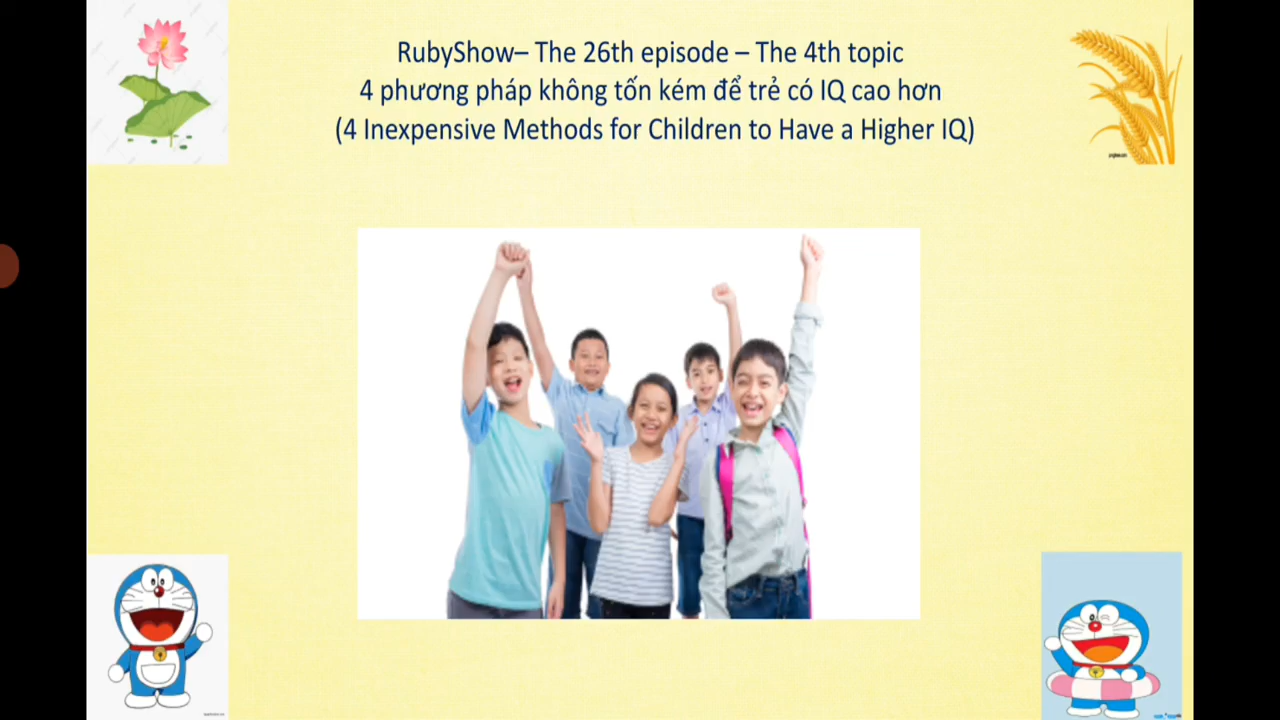 RubyShow– The 26th episode – The 4th topic
4 phương pháp không tốn kém để trẻ có IQ cao hơn
(4 Inexpensive Methods for Children to Have a Higher IQ)